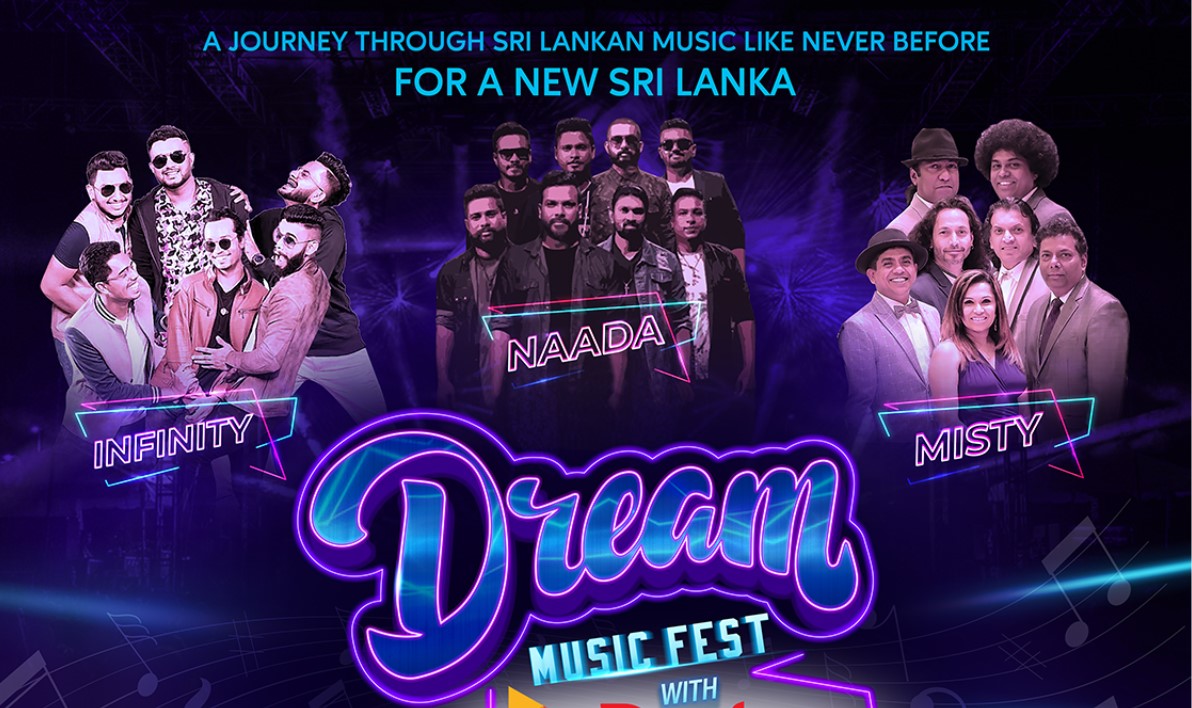 A JOURNEY THROUGH SRI LANKAN MUSIC LIKE NEVER BEFORE
FOR A NEW SRI LANKA
NAADA
INFINITY
MISTY
Dream
MUSIC FEST
WITH